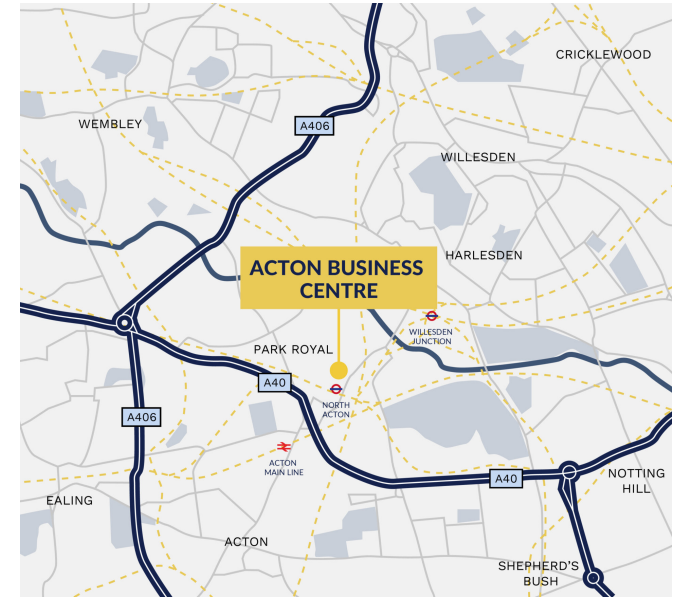 CRICKLEWOOD
WEMBLEY
A406
WILLESDEN
HARLESDEN
ACTON BUSINESS
CENTRE
WILLESDEN
JUNCTION
PARK ROYAL
A40
NORTH
ACTON
A406
ACTON
MAIN LINE
A40
NOTTING
HILL
EALING
ACTON
SHEPHERD'S
BUSH